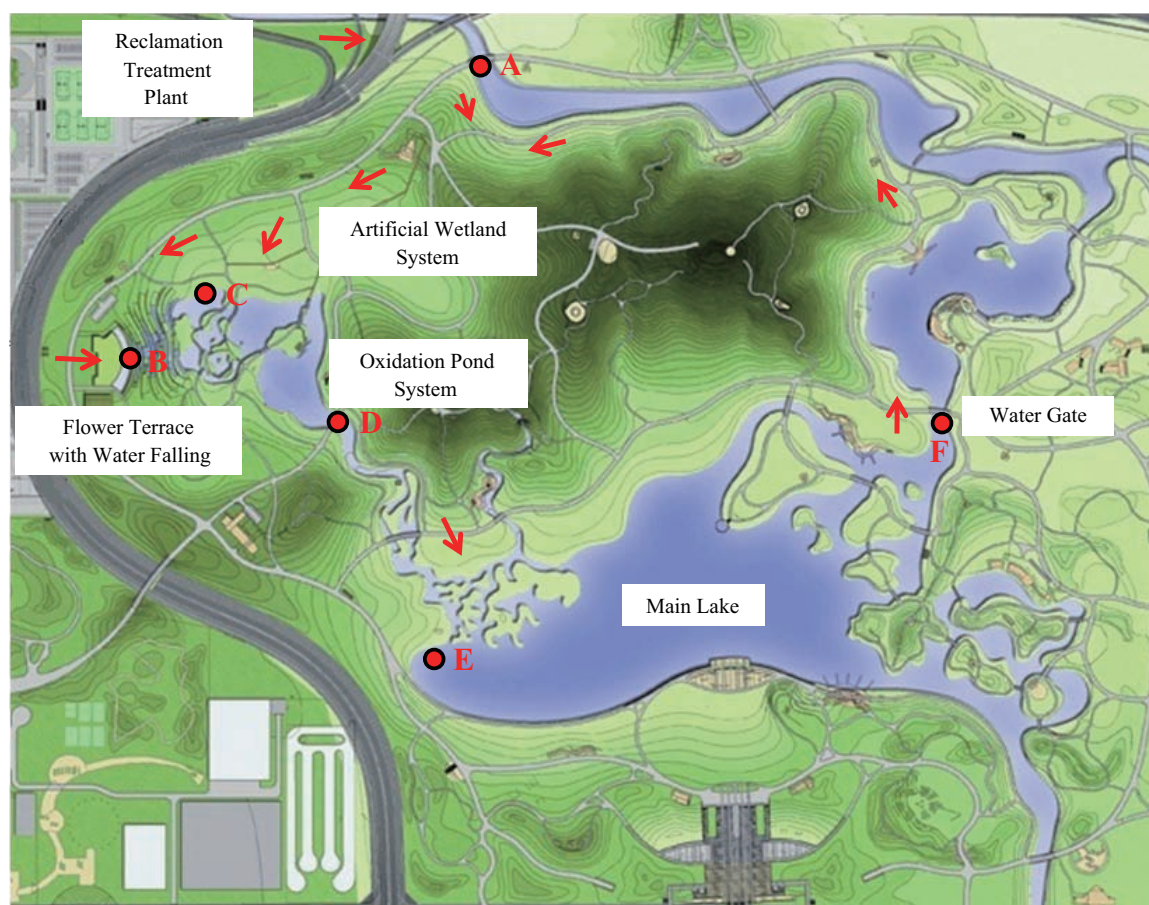 Reclamation
Treatment
Plant
A
Artificial Wetland
System
C
B
Oxidation Pond
System
D
Flower Terrace
with Water Falling
Water Gate
F
Main Lake
E